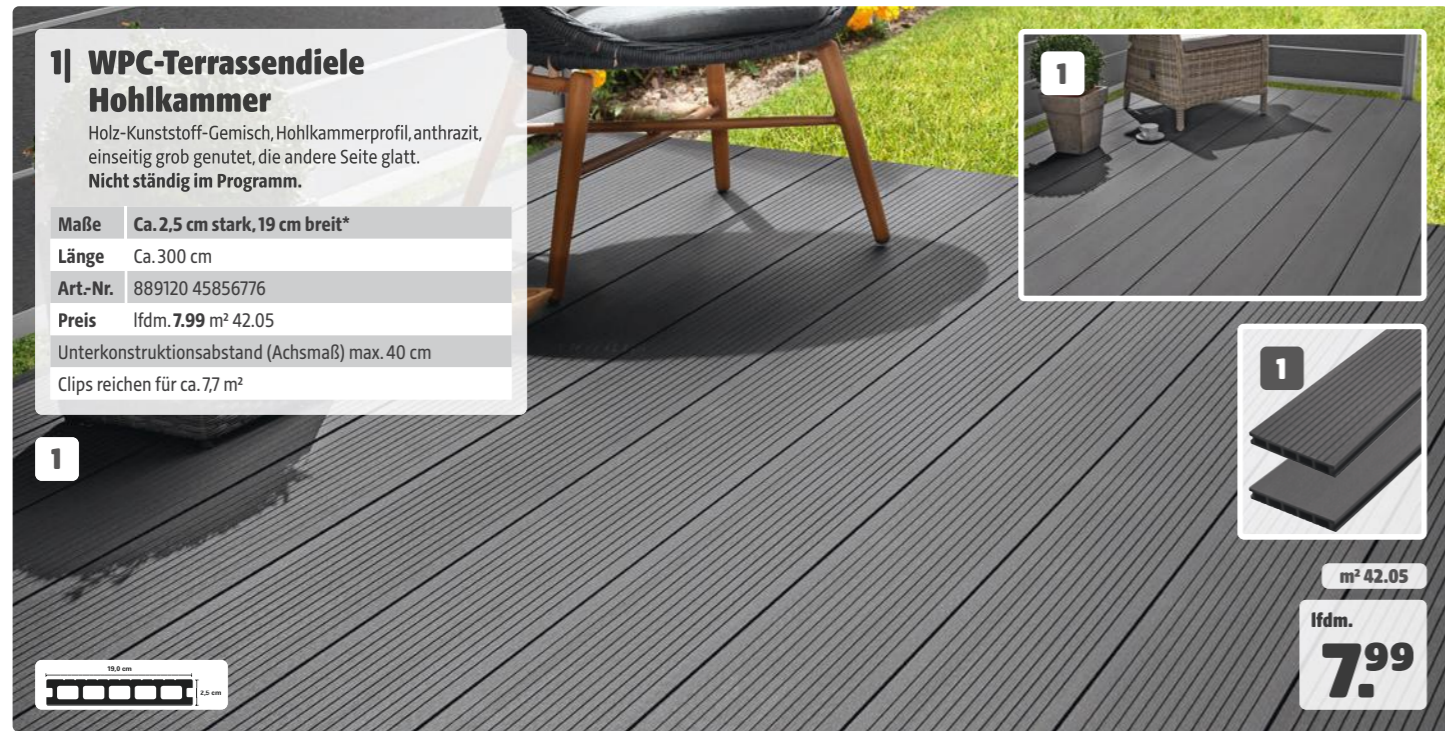 1| WPC-Terrassendiele
Hohlkammer
Holz-Kunststoff-Gemisch, Hohlkammerprofil, anthrazit,
einseitig grob genutet, die andere Seite glatt.
Nicht ständig im Programm.
Maße Ca. 2,5 cm stark, 19 cm breit*
Länge Ca. 300 cm
Art.-Nr. 889120 45856776
Preis lfdm. 7.99 m² 42.05
Unterkonstruktionsabstand (Achsmaß) max. 40 cm
Clips reichen für ca. 7,7 m²
1
1
1
m² 42.05
lfdm.
7.99
19,0 cm
2,5 cm